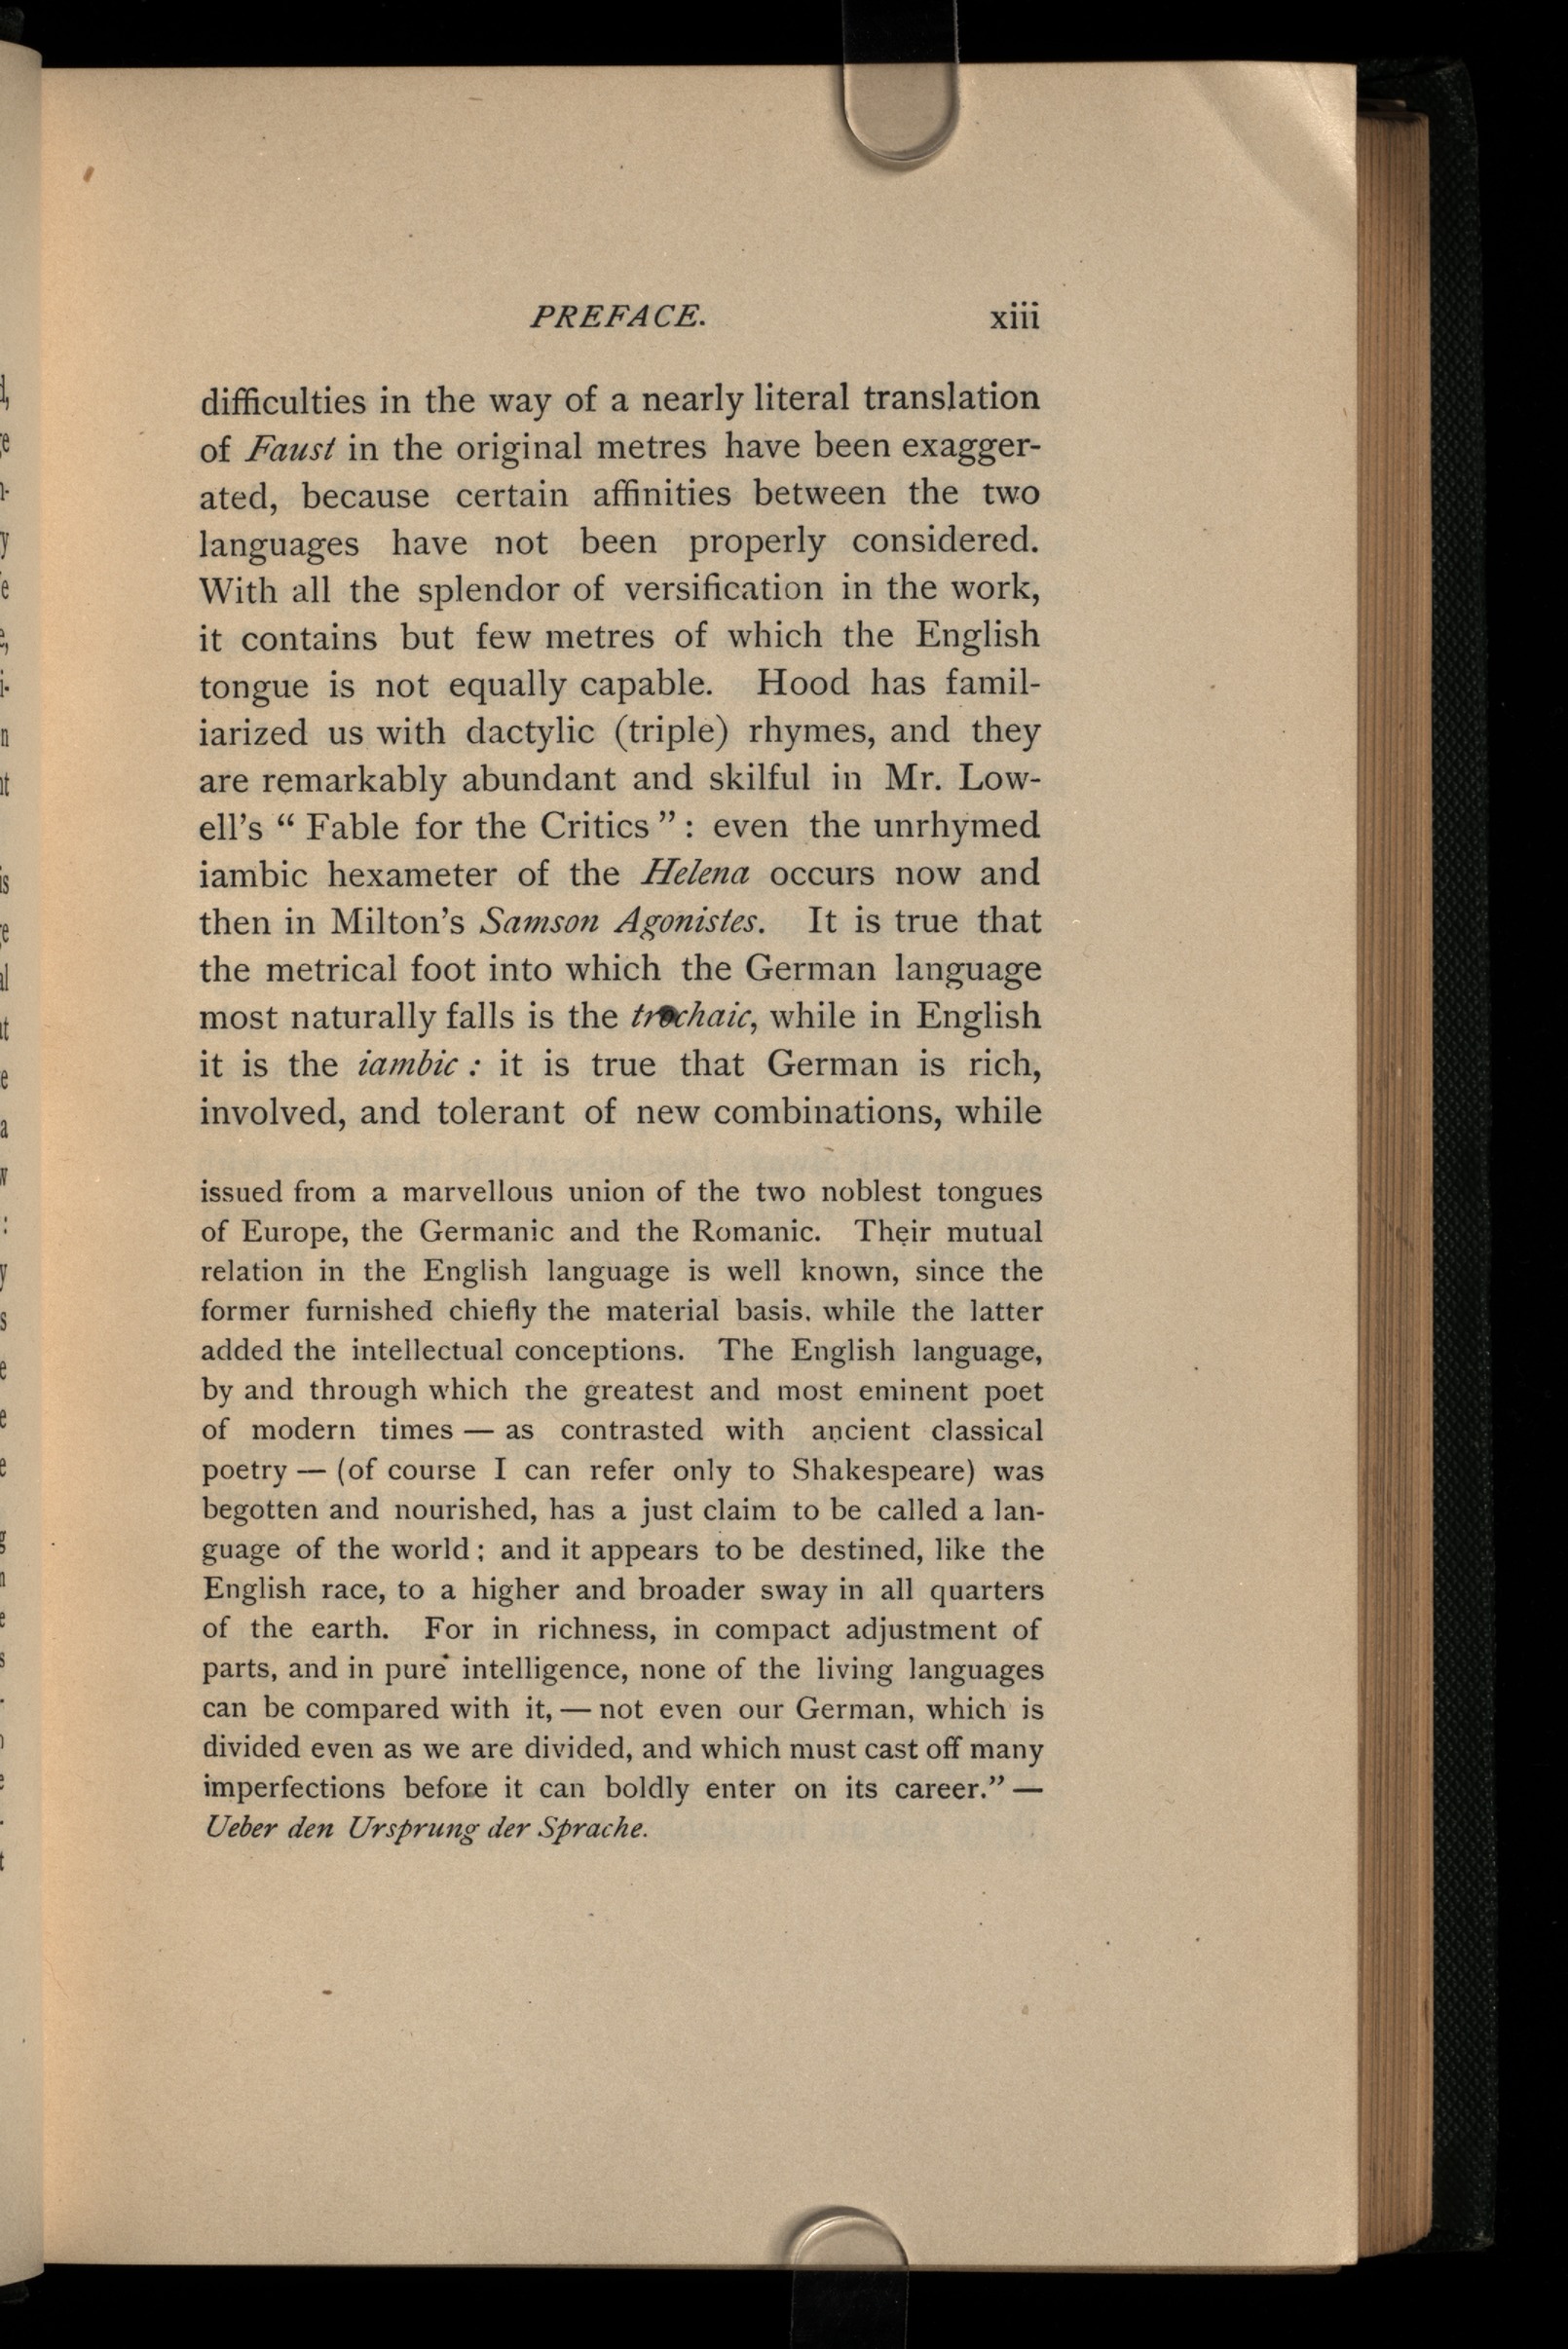 PREFACE. xiii
difficulties in the way of a nearly literal translation
of Faust in the original metres have been exagger-
ated, because certain affinities between the two
languages have not been properly considered.
With all the splendor of versification in the work,
it contains but few metres of which the English
tongue is not equally capable. Hood has famil-
iarized us with dactylic (triple) rhymes, and they
are remarkably abundant and skilful in Mr. Low-
ell's “ Fable for the Critics ” : even the unrhymed
iambic hexameter of the Helena occurs now and
then in Milton's Samson Agonistes. It is true that
the metrical foot into which the German language
most naturally falls is the trochaic, while in English
it is the iambic : it is true that German is rich,
involved, and tolerant of new combinations, while
issued from a marvellous union of the two noblest tongues
of Europe, the Germanic and the Romanic. Their mutual
relation in the English language is well known, since the
former furnished chiefly the material basis. while the latter
added the intellectual conceptions. The English language,
by and through which the greatest and most eminent poet
of modern times — as contrasted with ancient classical
poetry — (of course I can refer only to Shakespeare) was
begotten and nourished, has a just claim to be called a lan-
guage of the world ; and it appears to be destined, like the
English race, to a higher and broader sway in all quarters
of the earth. For in richness, in compact adjustment of
parts, and in pure intelligence, none of the living languages
can be compared with it, — not even our German, which is
divided even as we are divided, and which must cast off many
imperfections before it can boldly enter on its career.” —
Ueber den Ursprung der Sprache.